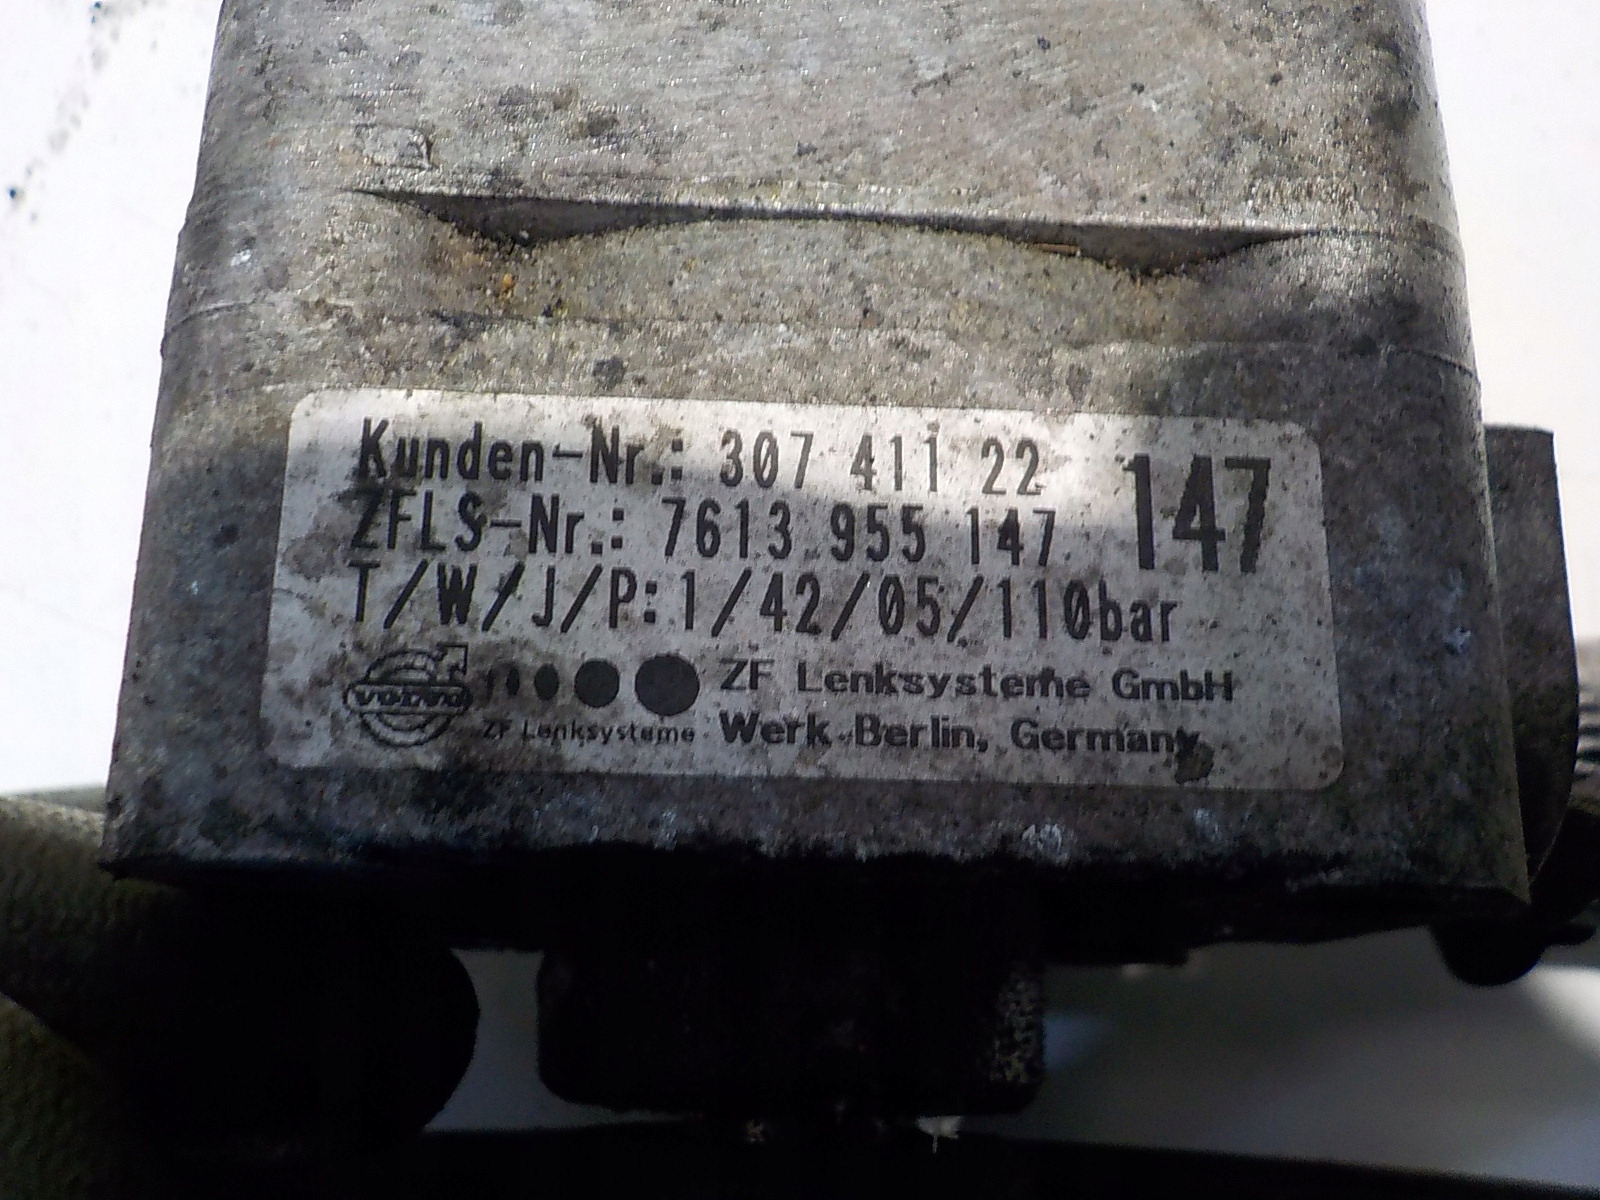 Kunden-Nr.: 307 411 22
147
ZFLS-Nr.: 7613 955 147
T/W/J/P: 1/42/05/110bar
VOLVO
ZF Lenksysteme
ZF Lenksysteme GmbH
Werk Berlin, Germany